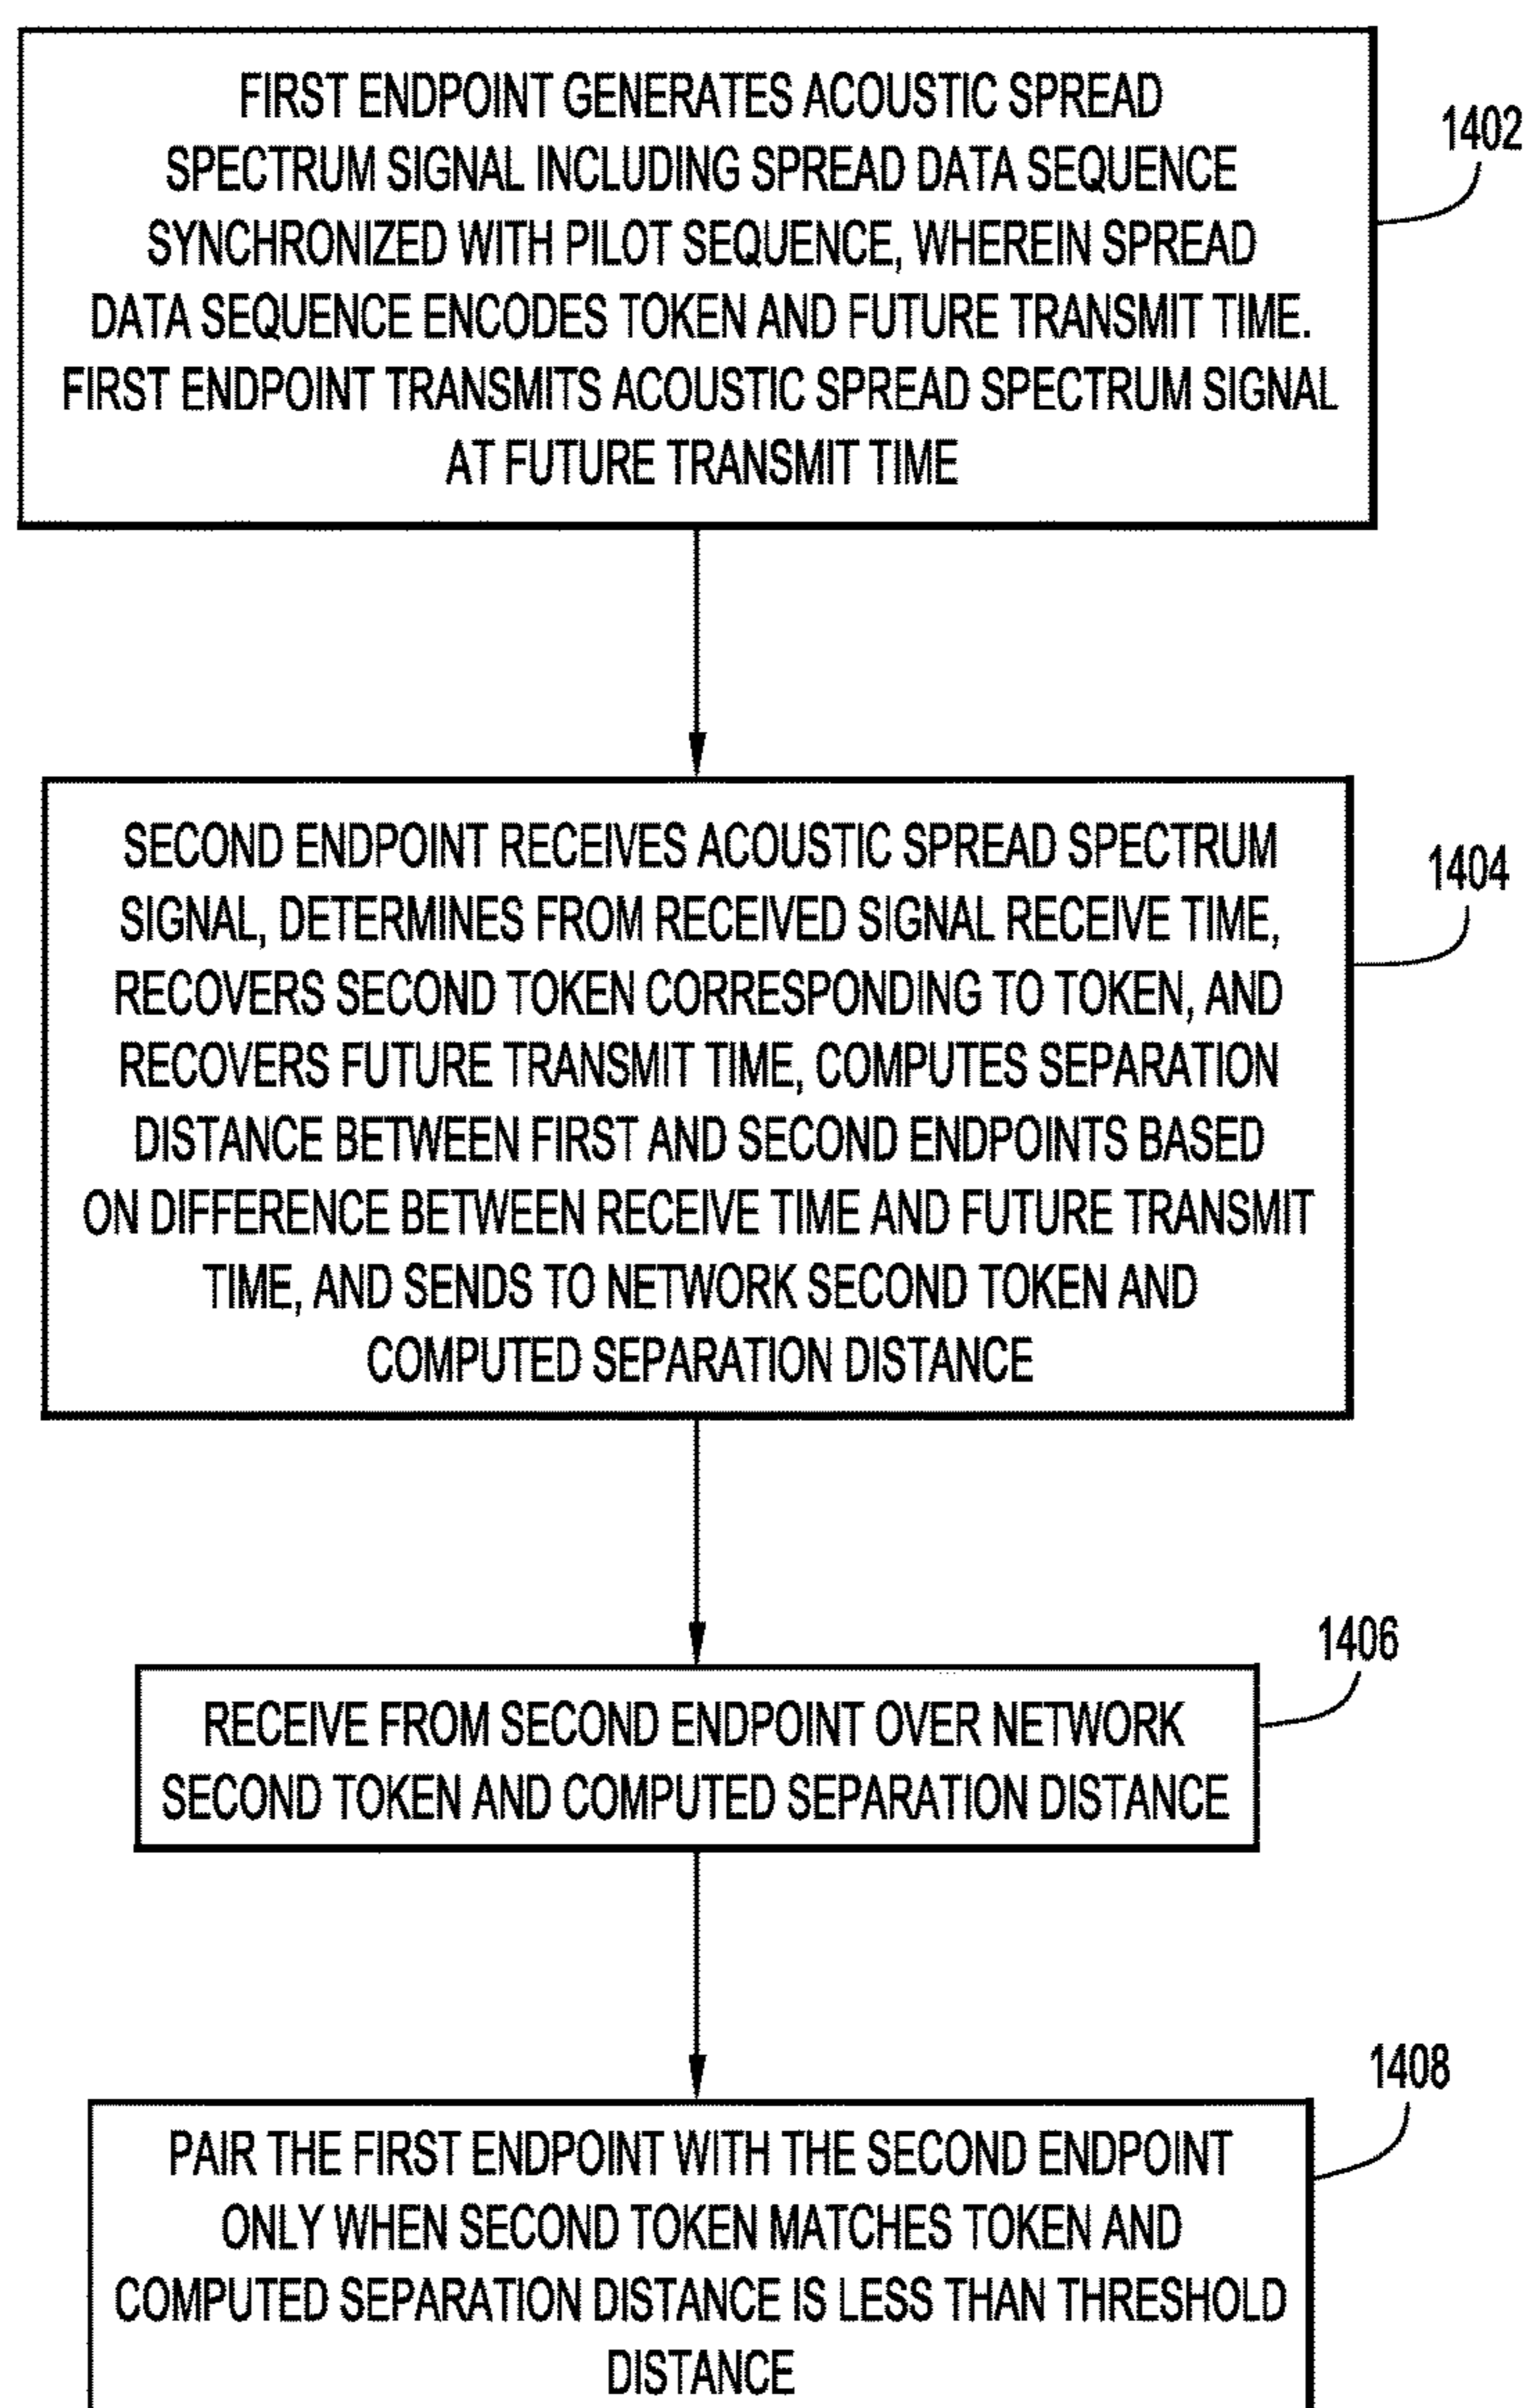 FIRST ENDPOINT GENERATES ACOUSTIC SPREAD
SPECTRUM SIGNAL INCLUDING SPREAD DATA SEQUENCE
SYNCHRONIZED WITH PILOT SEQUENCE, WHEREIN SPREAD
DATA SEQUENCE ENCODES TOKEN AND FUTURE TRANSMIT TIME.
FIRST ENDPOINT TRANSMITS ACOUSTIC SPREAD SPECTRUM SIGNAL
AT FUTURE TRANSMIT TIME
1402
SECOND ENDPOINT RECEIVES ACOUSTIC SPREAD SPECTRUM
SIGNAL, DETERMINES FROM RECEIVED SIGNAL RECEIVE TIME,
RECOVERS SECOND TOKEN CORRESPONDING TO TOKEN, AND
RECOVERS FUTURE TRANSMIT TIME, COMPUTES SEPARATION
DISTANCE BETWEEN FIRST AND SECOND ENDPOINTS BASED
ON DIFFERENCE BETWEEN RECEIVE TIME AND FUTURE TRANSMIT
TIME, AND SENDS TO NETWORK SECOND TOKEN AND
COMPUTED SEPARATION DISTANCE
1404
RECEIVE FROM SECOND ENDPOINT OVER NETWORK
SECOND TOKEN AND COMPUTED SEPARATION DISTANCE
1406
PAIR THE FIRST ENDPOINT WITH THE SECOND ENDPOINT
ONLY WHEN SECOND TOKEN MATCHES TOKEN AND
COMPUTED SEPARATION DISTANCE IS LESS THAN THRESHOLD
DISTANCE
1408